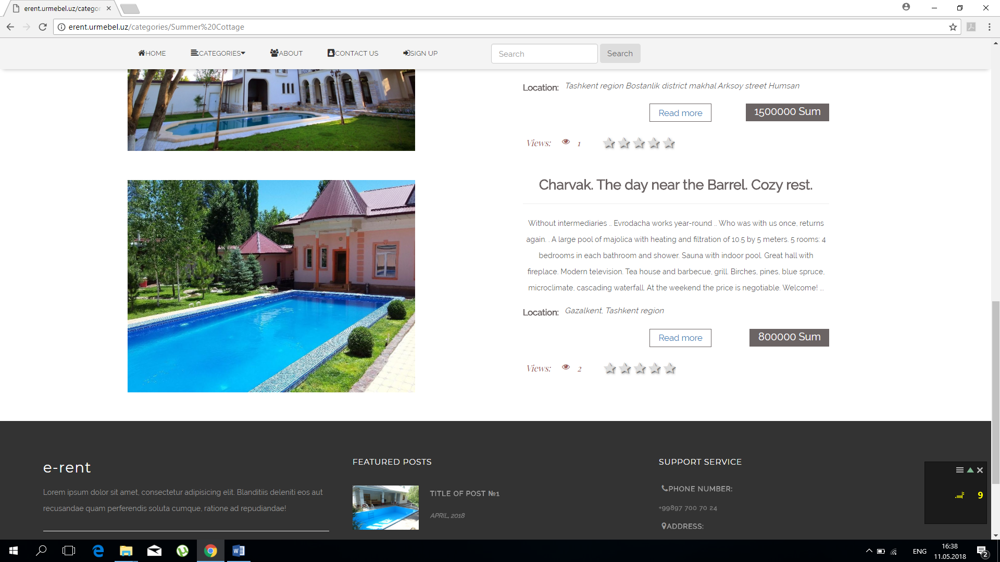 erent.urmebel.uz/categor
erent.urmebel.uz/categories/Summer%20Cottage
HOME CATEGORIES ABOUT CONTACT US SIGN UP Search Search
Location: Tashkent region Bostanlik district makhal Arksoy street Humsan
Read more 1500000 Sum
Views: 1
Charvak. The day near the Barrel. Cozy rest.
Without intermediaries .. Evrodacha works year-round .. Who was with us once, returns
again. . A large pool of majolica with heating and filtration of 10.5 by 5 meters. 5 rooms: 4
bedrooms in each bathroom and shower. Sauna with indoor pool. Great hall with
fireplace. Modern television. Tea house and barbecue, grill. Birches, pines, blue spruce,
microclimate, cascading waterfall. At the weekend the price is negotiable. Welcome! ...
Location: Gazalkent, Tashkent region
Read more 800000 Sum
Views: 2
e-rent
Lorem ipsum dolor sit amet, consectetur adipisicing elit. Blanditiis deleniti eos aut
recusandae quam perferendis soluta cumque, ratione ad repudiandae!
FEATURED POSTS
TITLE OF POST №1
APRIL, 2018
SUPPORT SERVICE
PHONE NUMBER:
+99897 700 70 24
ADDRESS:
9
ENG
16:38
11.05.2018
2